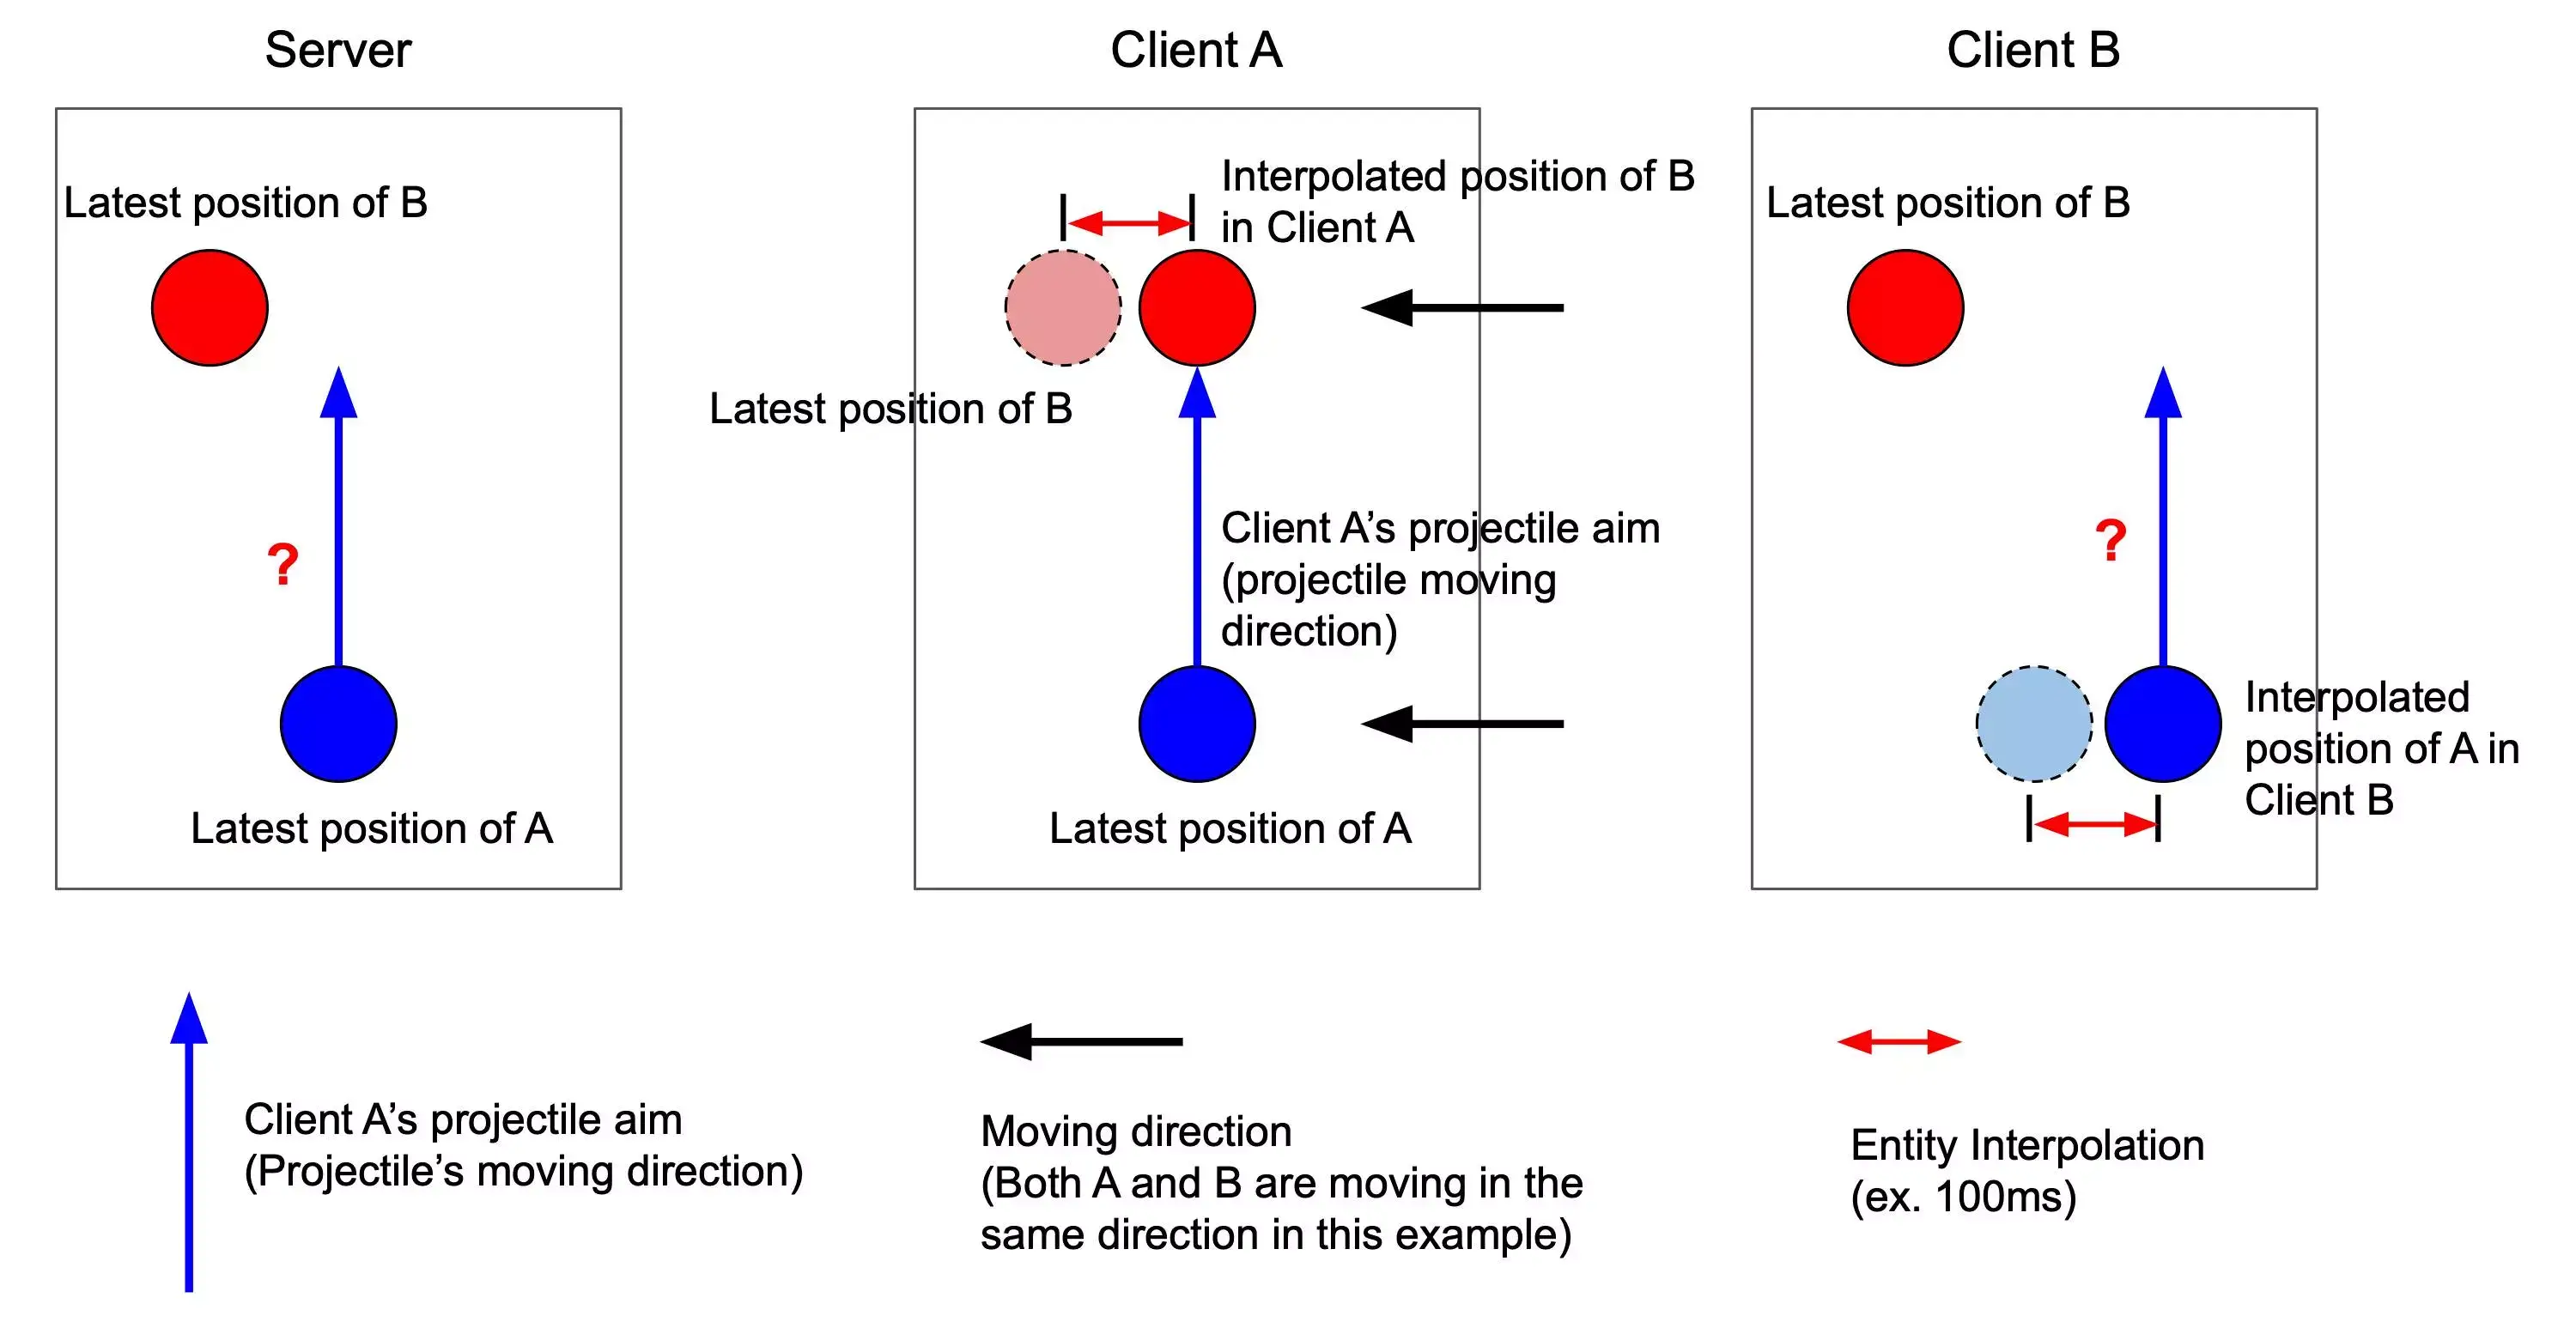 Server
Client A
Client B
Latest position of B
?
Latest position of A
Interpolated position of B
in Client A
Latest position of B
Client A’s projectile aim
(projectile moving
direction)
Latest position of A
Latest position of B
?
Interpolated
position of A in
Client B
Client A’s projectile aim
(Projectile’s moving direction)
Moving direction
(Both A and B are moving in the
same direction in this example)
Entity Interpolation
(ex. 100ms)